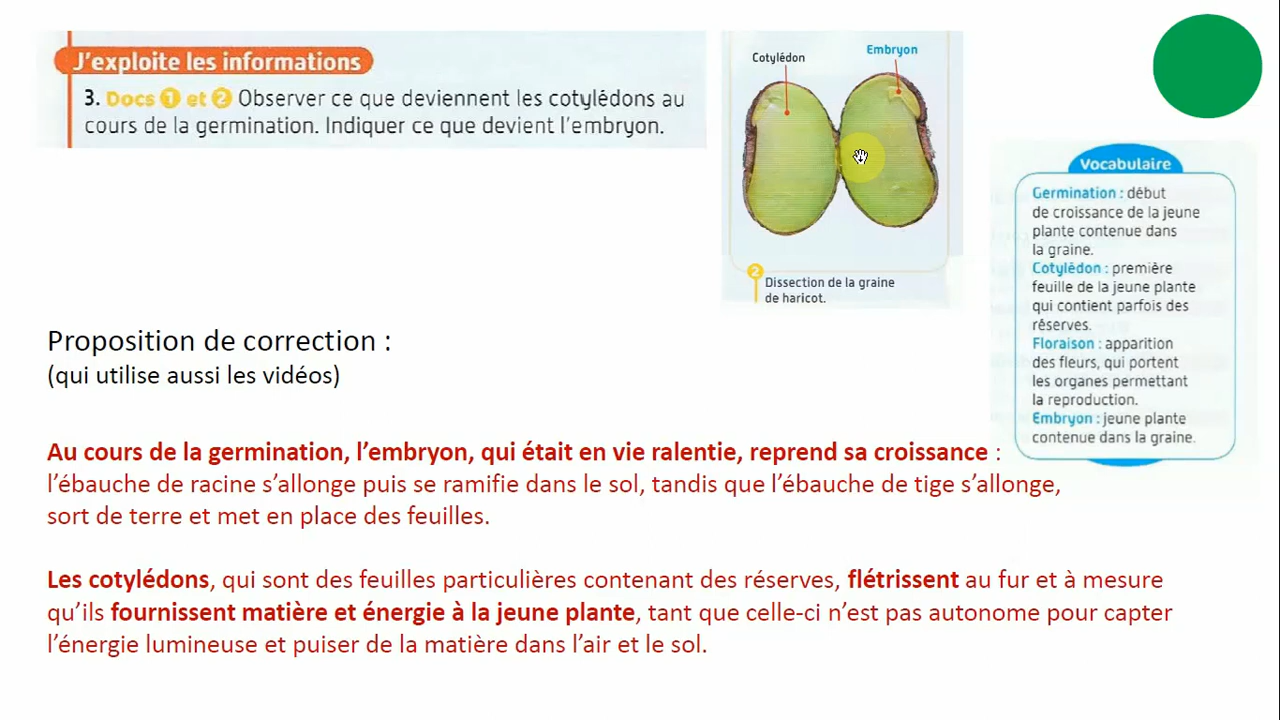 J'exploite les informations
3. Docs 1 et 2 Observer ce que deviennent les cotylédons au
cours de la germination. Indiquer ce que devient l'embryon.
Cotylédon
Embryon
2
Dissection de la graine
de haricot.
Vocabulaire
Germination : début
de croissance de la jeune
plante contenue dans
la graine.
Cotylédon : première
feuille de la jeune plante
qui contient parfois des
réserves.
Floraison : apparition
des fleurs, qui portent
les organes permettant
la reproduction.
Embryon : jeune plante
contenue dans la graine.
Proposition de correction :
(qui utilise aussi les vidéos)
Au cours de la germination, l'embryon, qui était en vie ralentie, reprend sa croissance :
l'ébauche de racine s'allonge puis se ramifie dans le sol, tandis que l'ébauche de tige s'allonge,
sort de terre et met en place des feuilles.
Les cotylédons, qui sont des feuilles particulières contenant des réserves, flétrissent au fur et à mesure
qu'ils fournissent matière et énergie à la jeune plante, tant que celle-ci n'est pas autonome pour capter
l'énergie lumineuse et puiser de la matière dans l'air et le sol.